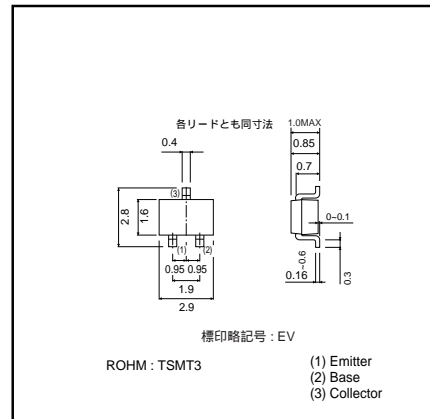 各リードとも同寸法
1.0MAX
0.85
0.7
0.4
(3)
2.8
1.6
(1)
(2)
0.95
0.95
1.9
2.9
0~0.1
0.16
~0.6
0.3
標印略記号 : EV
ROHM : TSMT3
(1) Emitter
(2) Base
(3) Collector